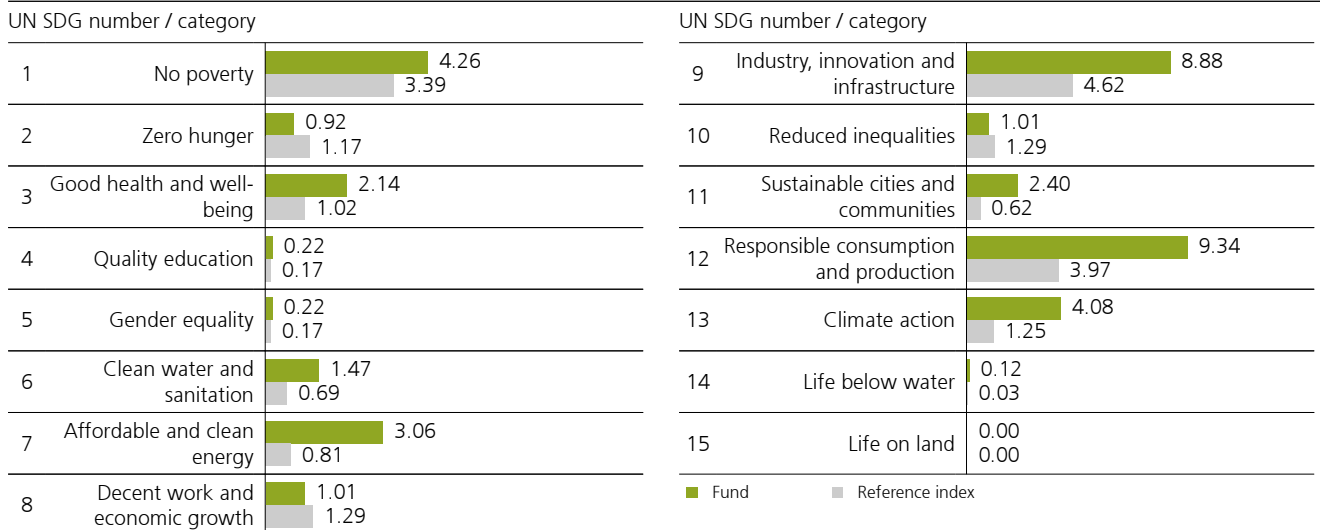 UN SDG number / category
1 No poverty 4.26
3.39
2 Zero hunger 0.92
1.17
3 Good health and well-
being 2.14
1.02
4 Quality education 0.22
0.17
5 Gender equality 0.22
0.17
6 Clean water and
sanitation 1.47
0.69
7 Affordable and clean
energy 3.06
0.81
8 Decent work and
economic growth 1.01
1.29
UN SDG number / category
9 Industry, innovation and
infrastructure 8.88
4.62
10 Reduced inequalities 1.01
1.29
11 Sustainable cities and
communities 2.40
0.62
12 Responsible consumption
and production 9.34
3.97
13 Climate action 4.08
1.25
14 Life below water 0.12
0.03
15 Life on land 0.00
0.00
Fund Reference index